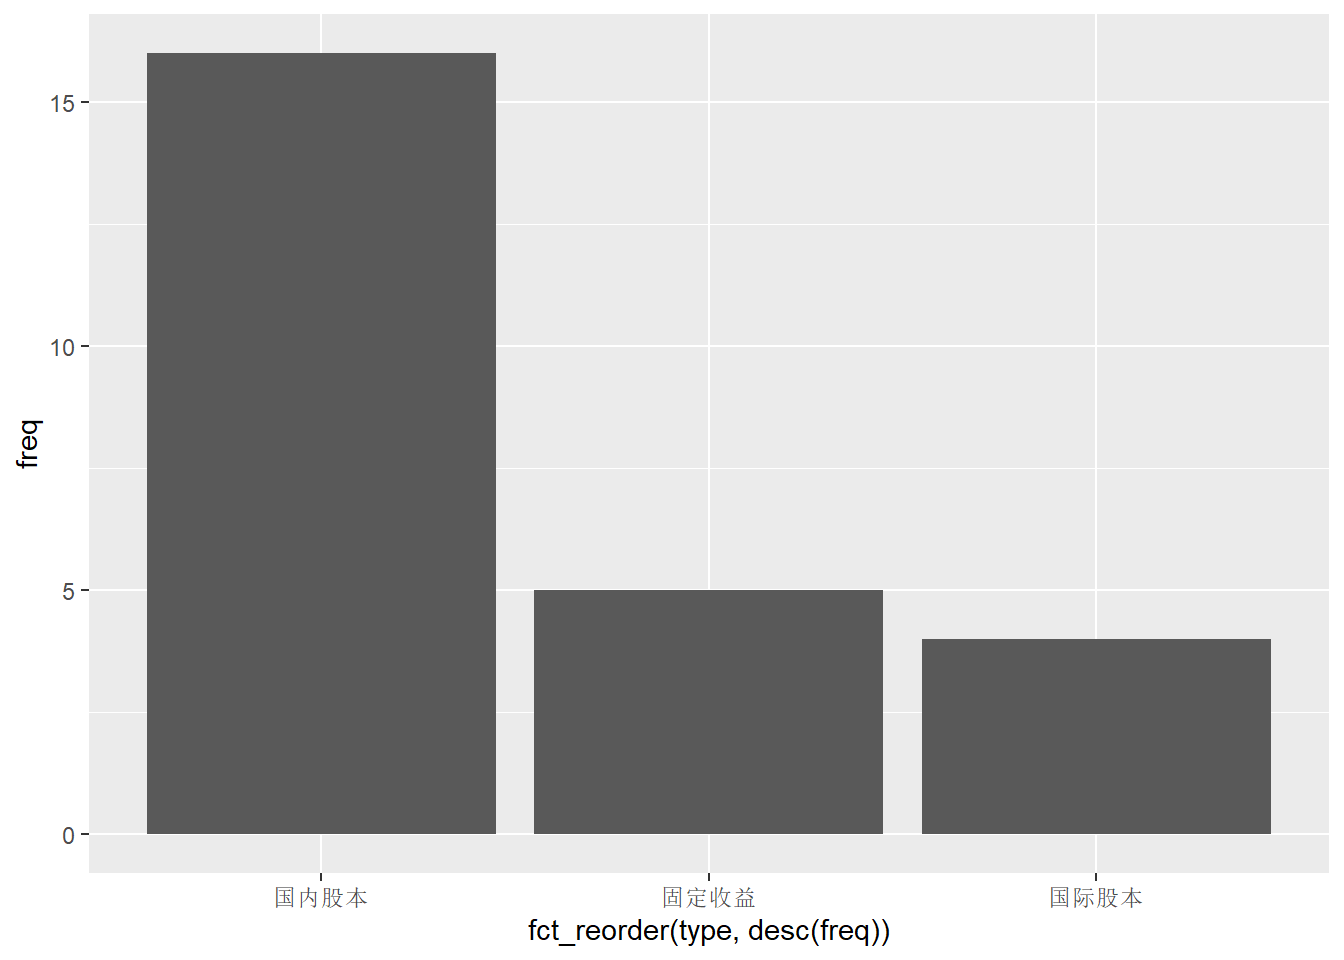 15
10
5
0
freq
国内股本 固定收益 国际股本
fct_reorder(type, desc(freq))